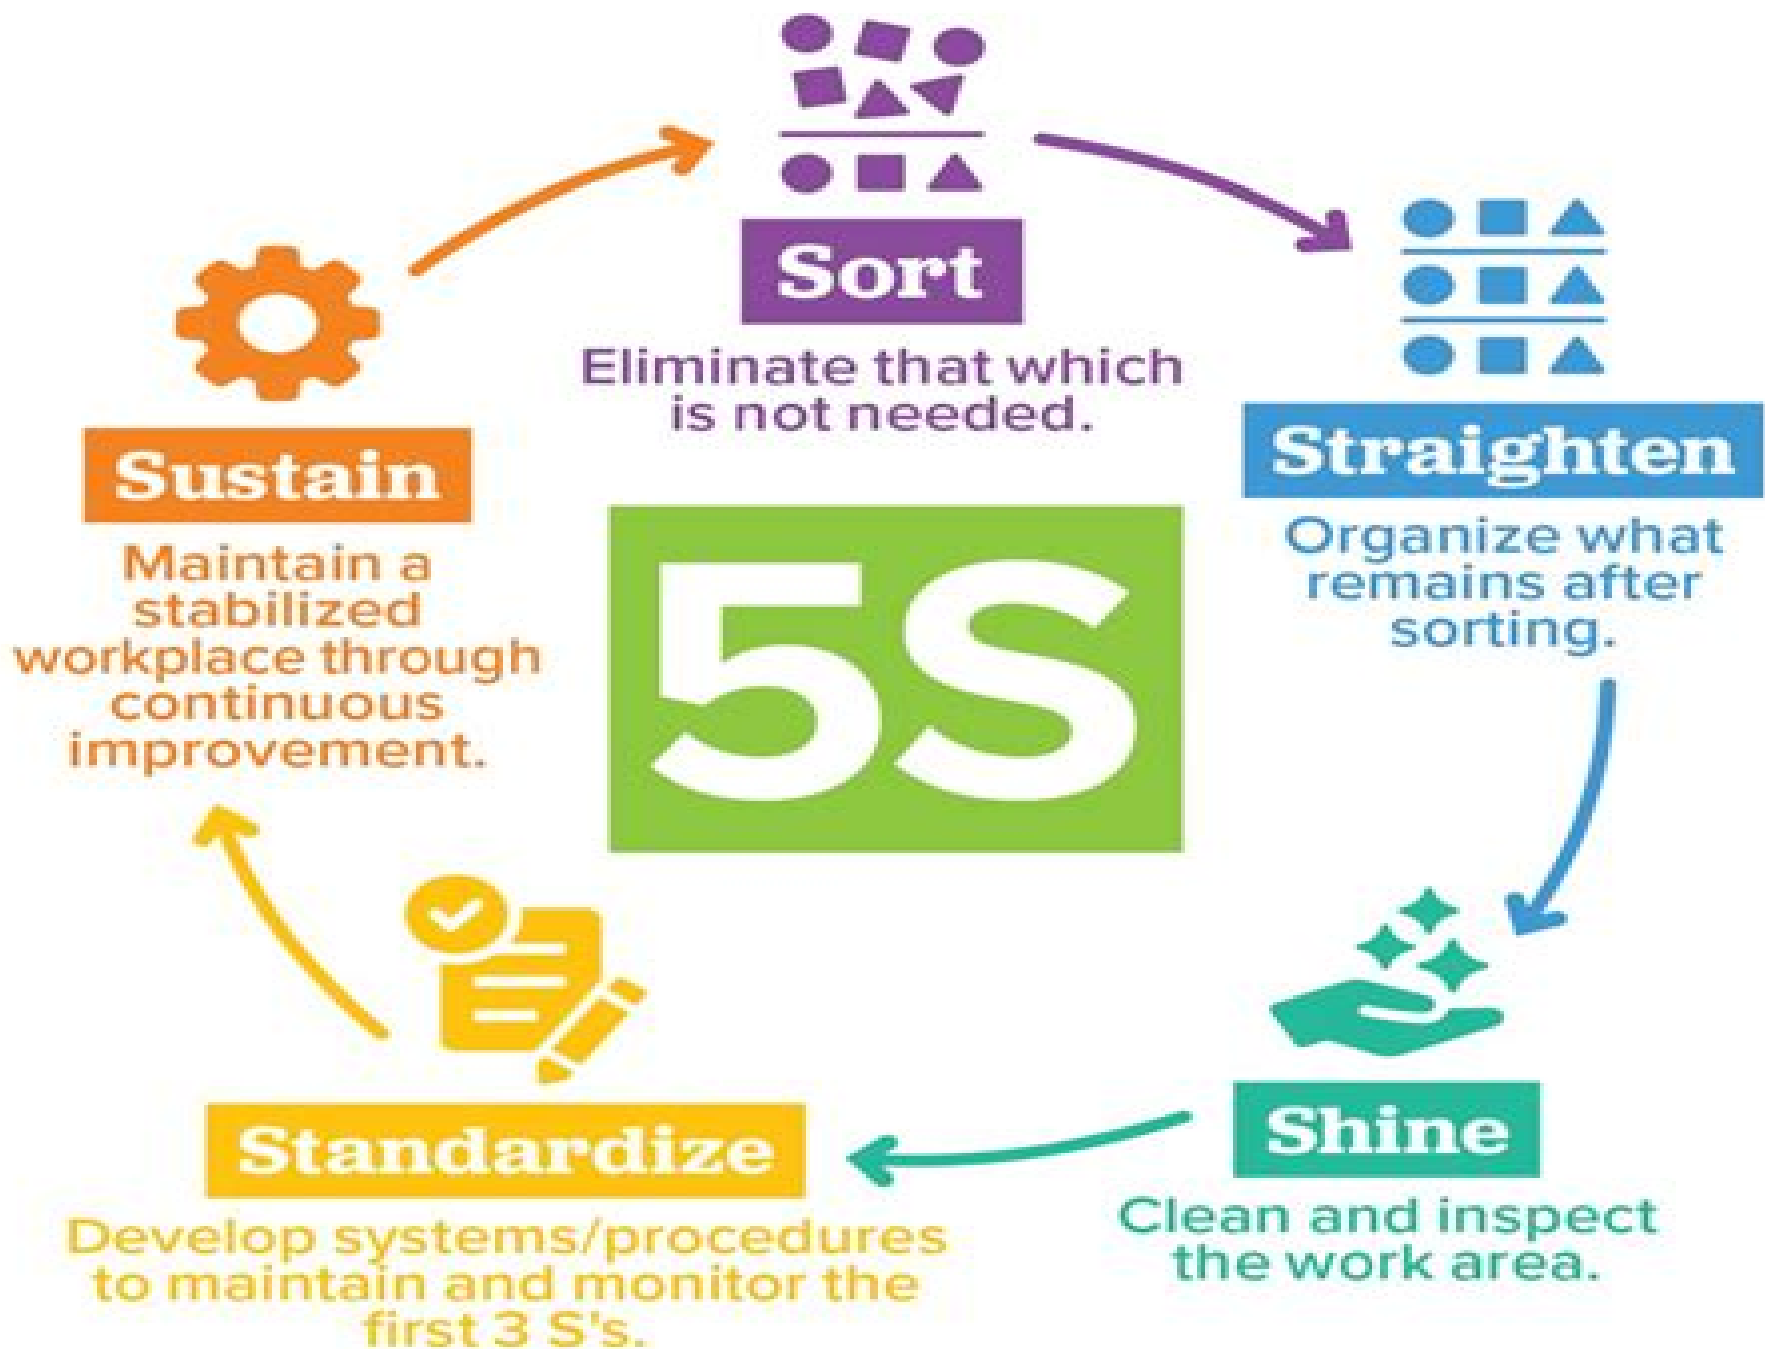 Sort
Eliminate that which
is not needed.
Straighten
Organize what
remains after
sorting.
Shine
Clean and inspect
the work area.
Standardize
Develop systems/procedures
to maintain and monitor the
first 3 S's.
Sustain
Maintain a
stabilized
workplace through
continuous
improvement.
5S